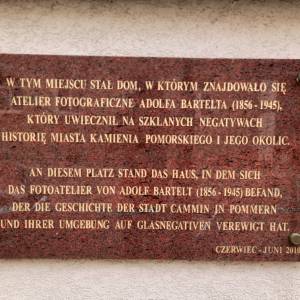 W TYM MIEJSCU STAŁ DOM, W KTÓRYM ZNAJDOWAŁO SIĘ
ATELIER FOTOGRAFICZNE ADOLFA BARTELTA (1856-1945),
KTÓRY UWIECZNIŁ NA SZKLANYCH NEGATYWACH
HISTORIĘ MIASTA KAMIENIA POMORSKIEGO I JEGO OKOLIC.
AN DIESEM PLATZ STAND DAS HAUS, IN DEM SICH
DAS FOTOATELIER VON ADOLF BARTELT (1856-1945) BEFAND,
DER DIE GESCHICHTE DER STADT CAMMIN IN POMMERN
UND IHRER UMGEBUNG AUF GLASNEGATIVEN VEREWIGT HAT.
CZERWIEC-JUNI 2010